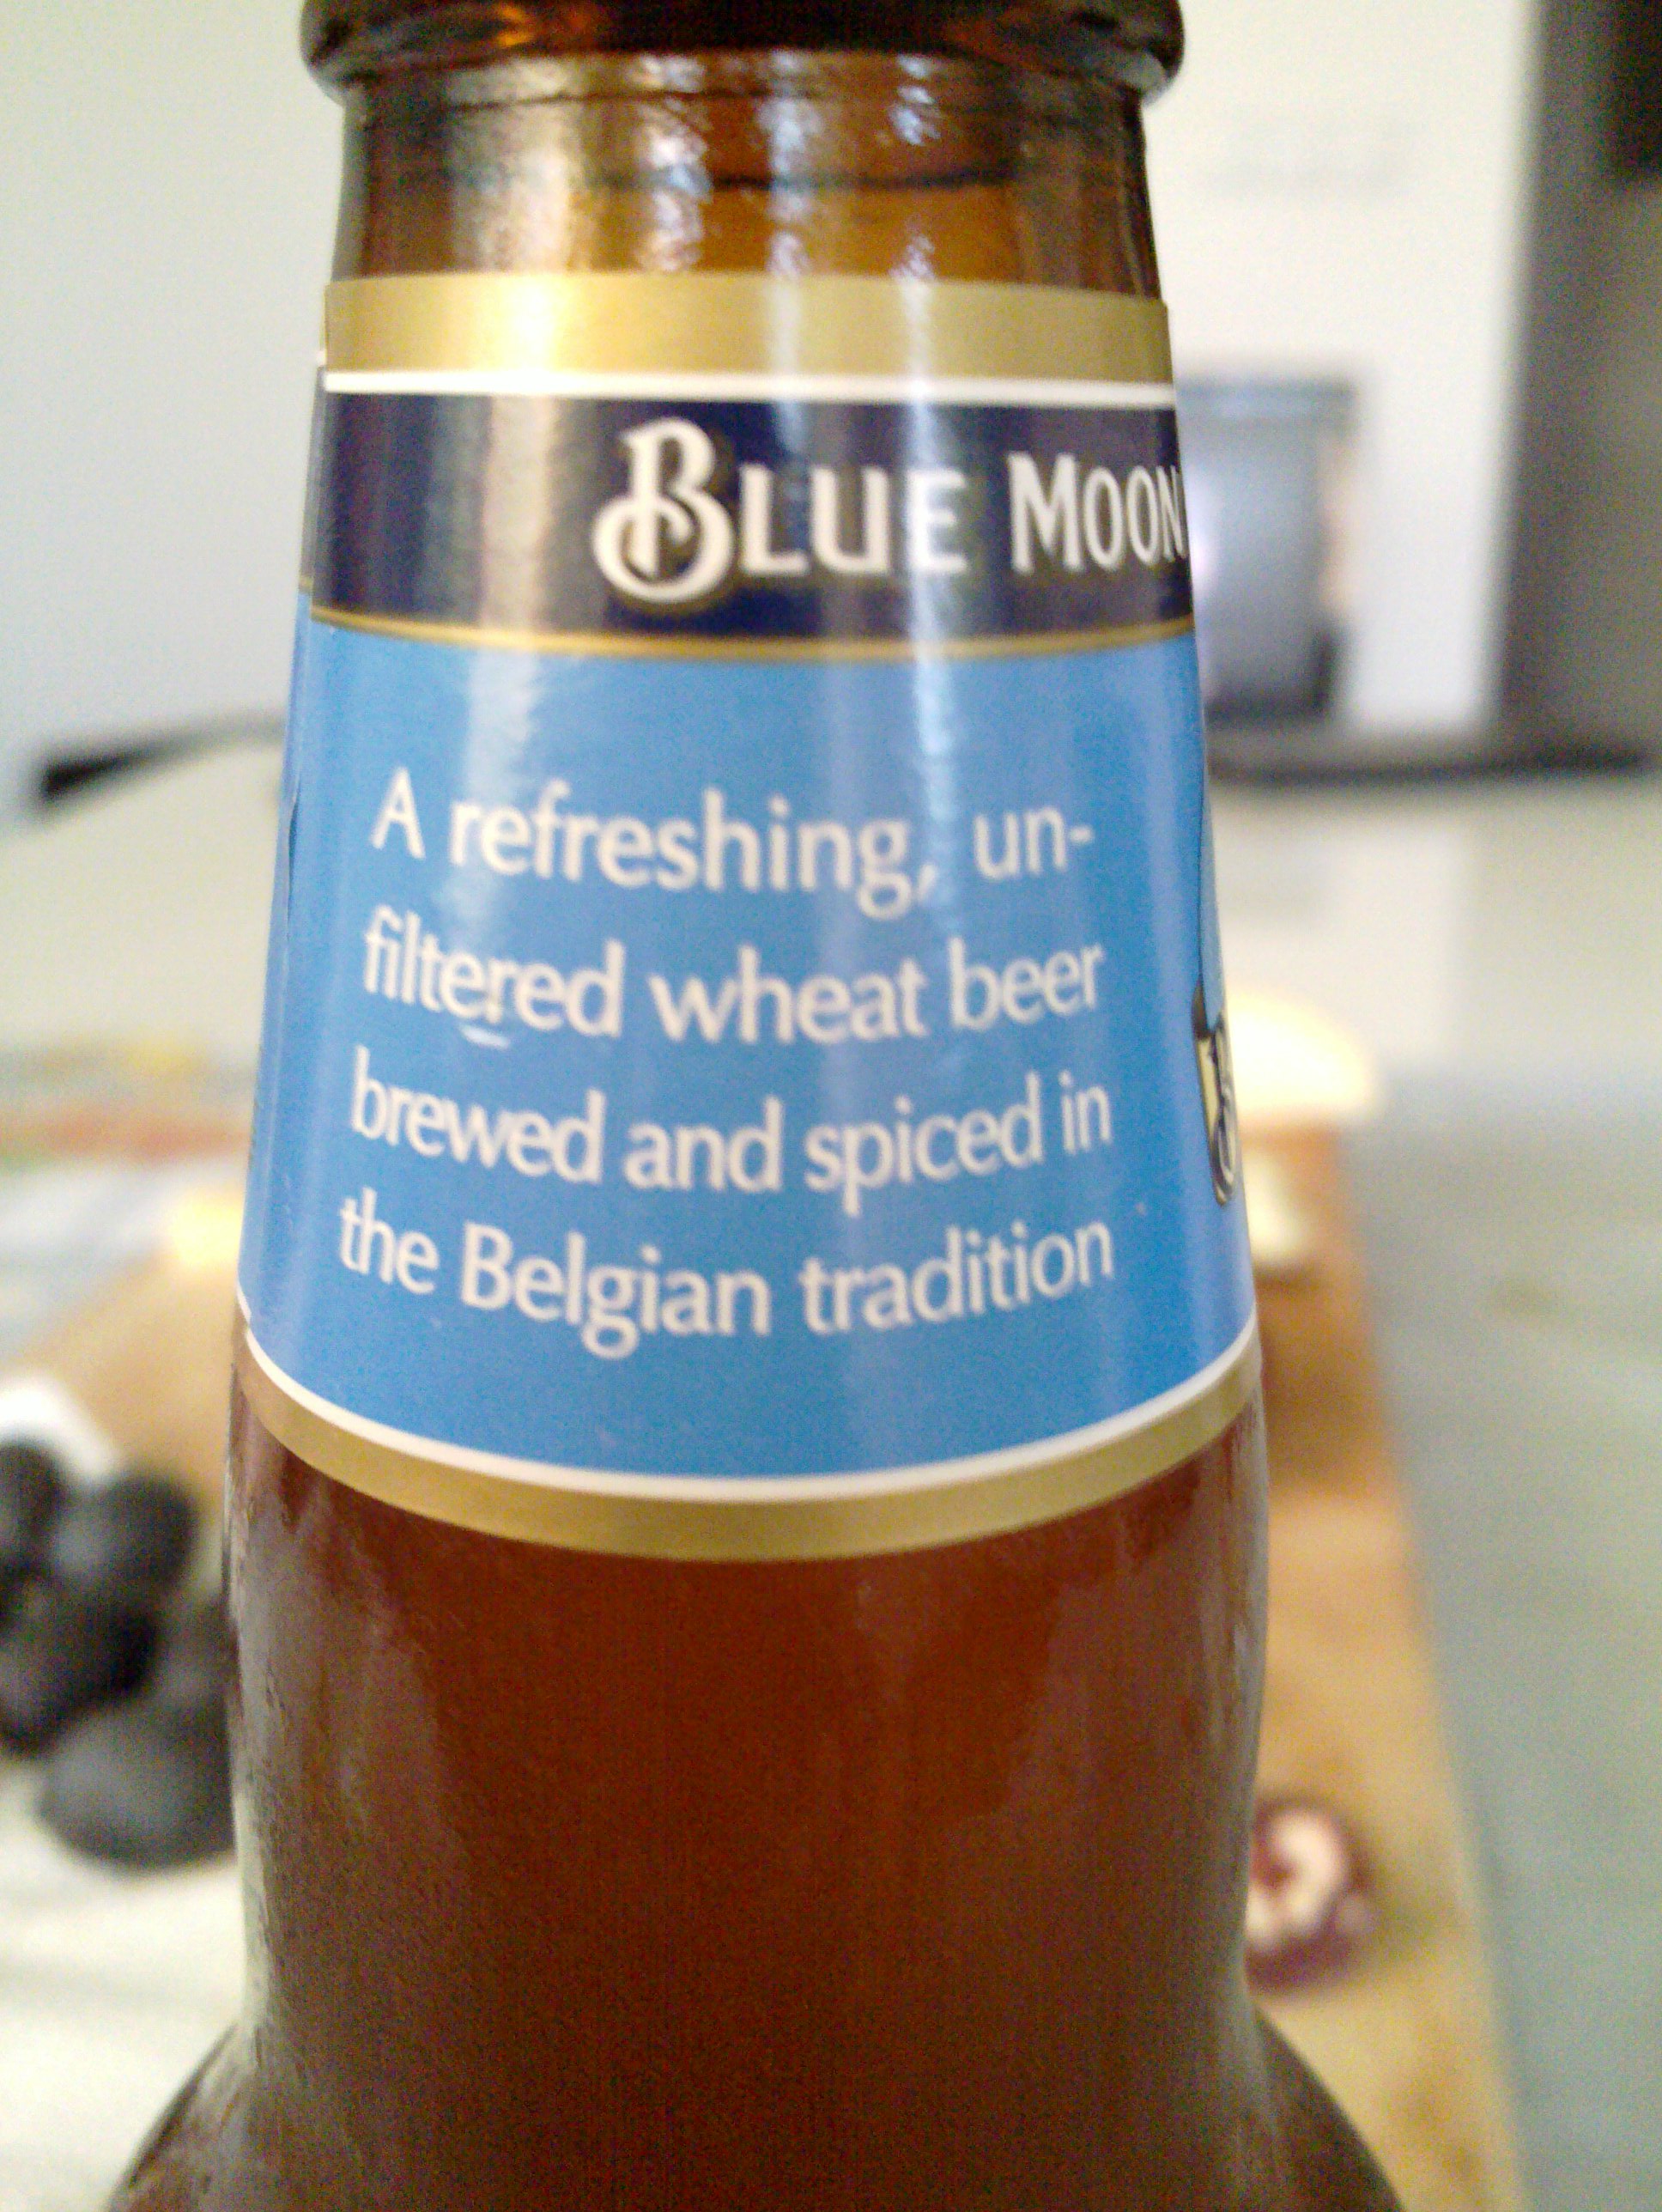 BLUE MOON
A refreshing, un-
filtered wheat beer
brewed and spiced in
the Belgian tradition